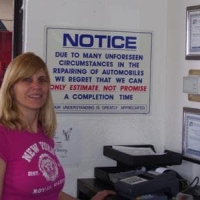 NOTICE
DUE TO MANY UNFORESEEN
CIRCUMSTANCES IN THE
REPAIRING OF AUTOMOBILES
WE REGRET THAT WE CAN
ONLY ESTIMATE, NOT PROMISE
A COMPLETION TIME
YOUR UNDERSTANDING IS GREATLY APPRECIATED
NEW YORK